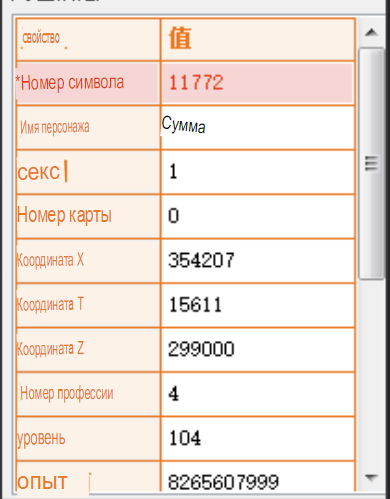 свойство 值
*Номер символа 11772
Имя персонажа Сумма
секс 1
Номер карты 0
Координата X 354207
Координата T 15611
Координата Z 299000
Номер профессии 4
уровень 104
опыт 8265607999